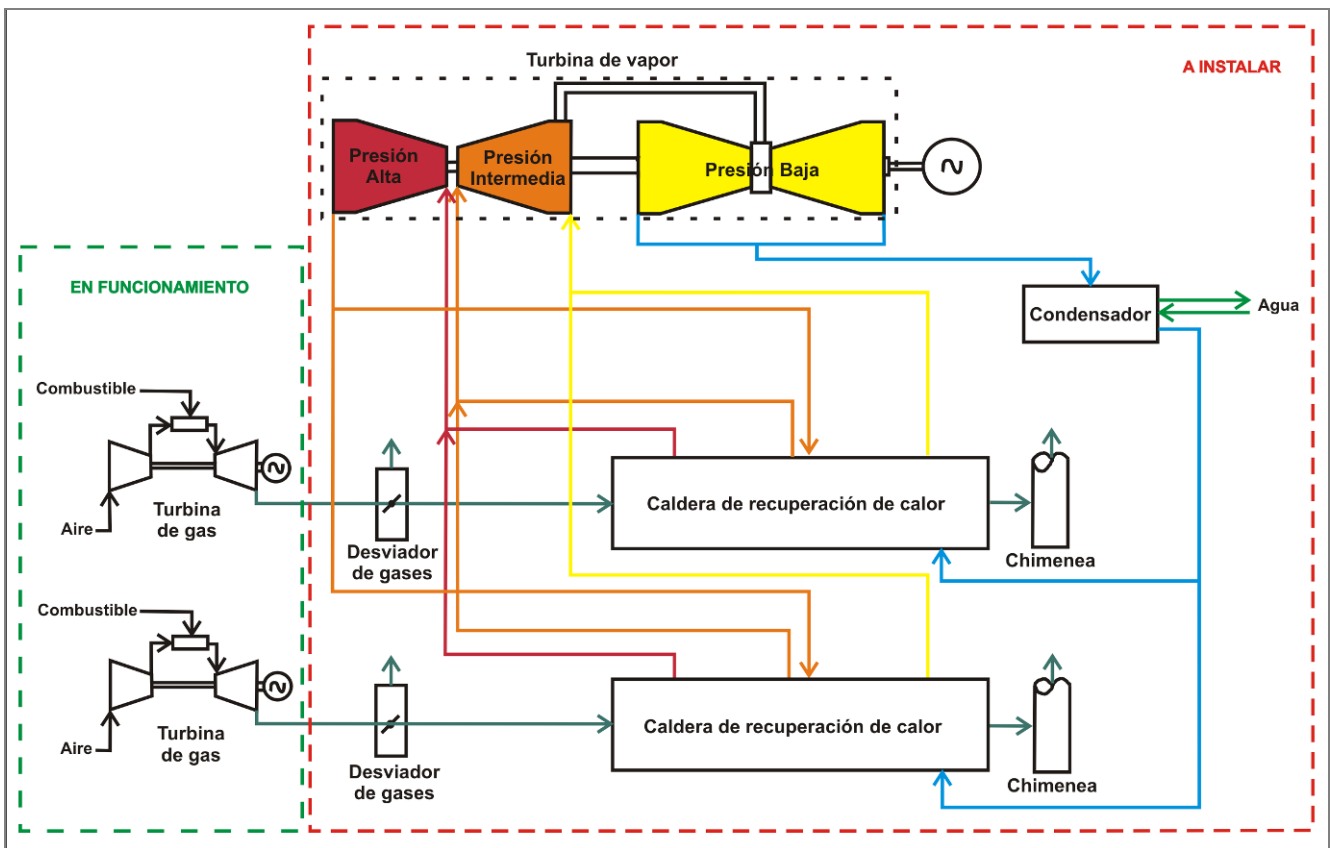 Turbina de vapor
A INSTALAR
Presión
Alta
Presión
Intermedia
Presión Baja
EN FUNCIONAMIENTO
Condensador
Agua
Combustible
Turbina
de gas
Aire
Desviador
de gases
Caldera de recuperación de calor
Chimenea
Combustible
Turbina
de gas
Aire
Desviador
de gases
Caldera de recuperación de calor
Chimenea